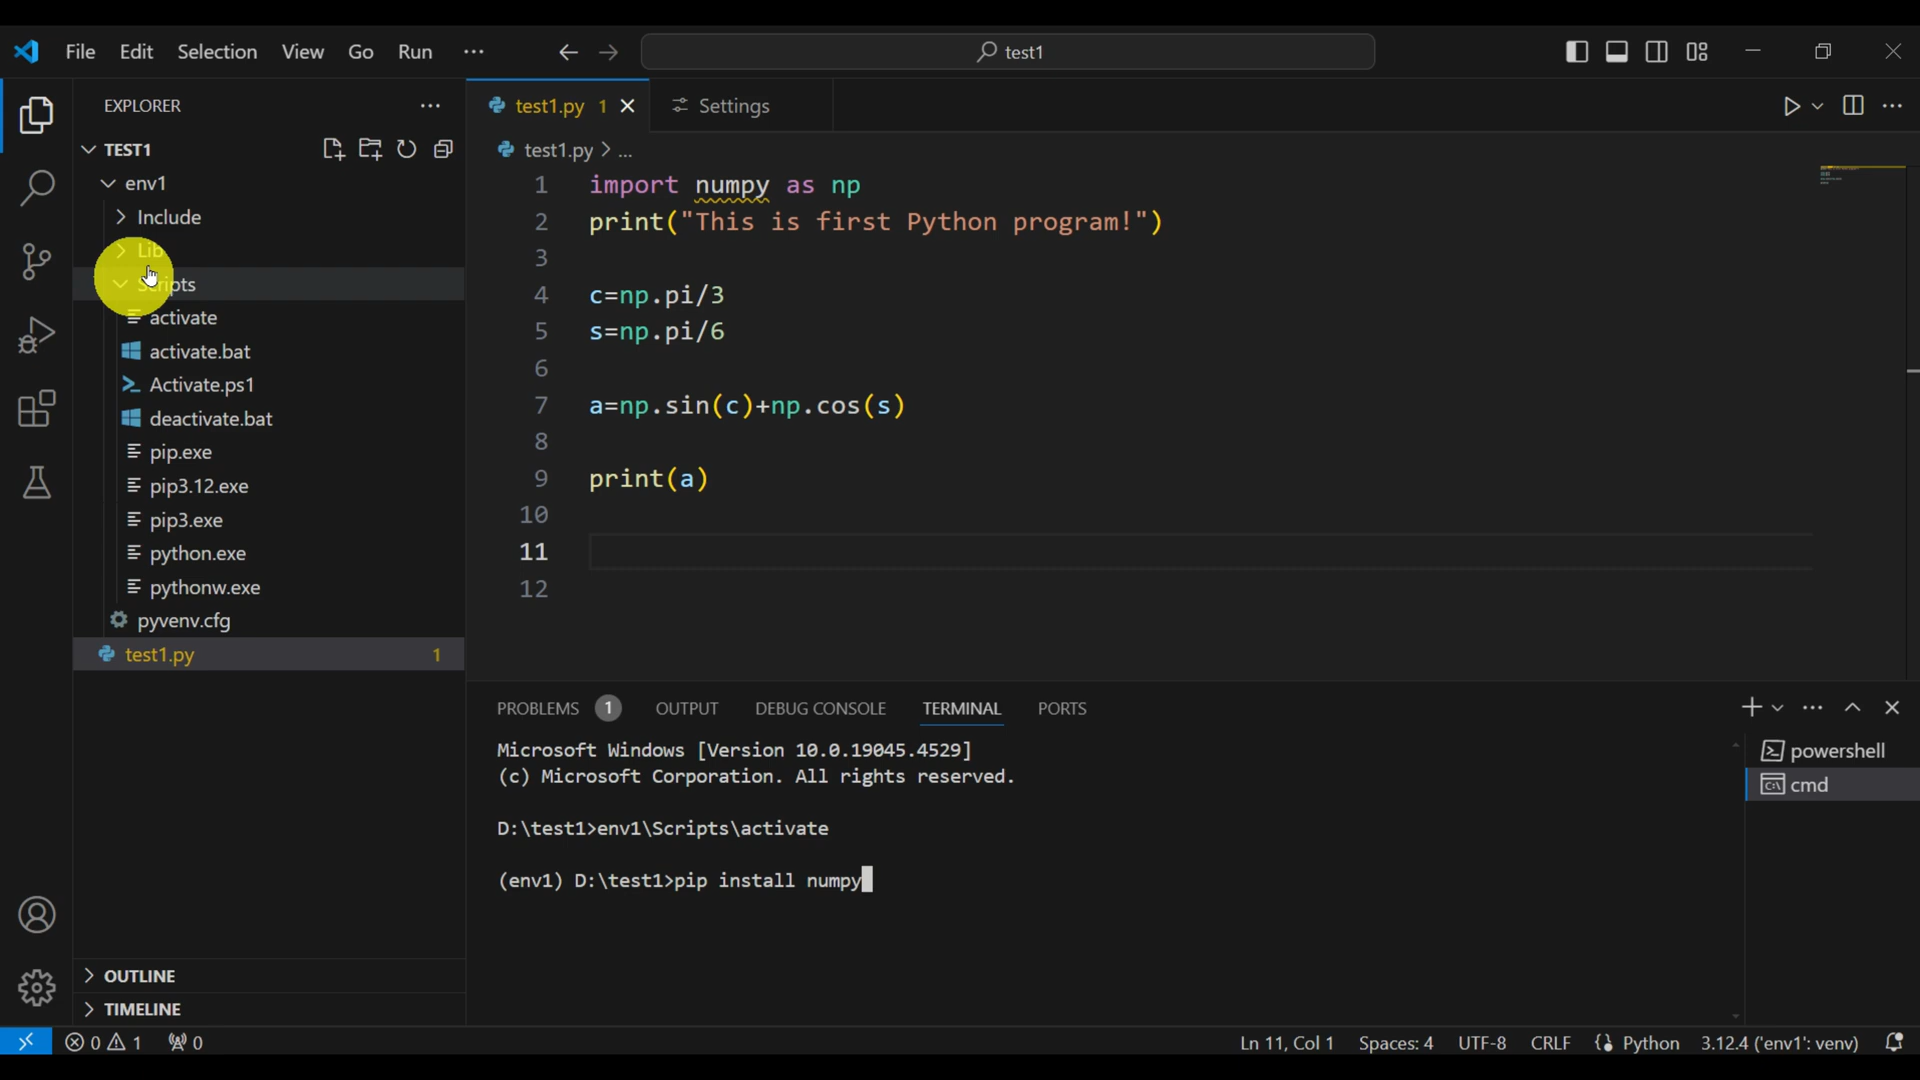 File Edit Selection View Go Run ··· test1
EXPLORER ···
TEST1
env1
Include
Lib
Scripts
activate
activate.bat
Activate.ps1
deactivate.bat
pip.exe
pip3.12.exe
pip3.exe
python.exe
pythonw.exe
pyvenv.cfg
test1.py 1
OUTLINE
TIMELINE
test1.py 1 Settings
test1.py > ...
1 import numpy as np
2 print("This is first Python program!")
3
4 c=np.pi/3
5 s=np.pi/6
6
7 a=np.sin(c)+np.cos(s)
8
9 print(a)
10
11
12
PROBLEMS 1 OUTPUT DEBUG CONSOLE TERMINAL PORTS
Microsoft Windows [Version 10.0.19045.4529]
(c) Microsoft Corporation. All rights reserved.
D:\test1>env1\Scripts\activate
(env1) D:\test1>pip install numpy
powershell
cmd
0 1 0 Ln 11, Col 1 Spaces: 4 UTF-8 CRLF Python 3.12.4 ('env1': venv)